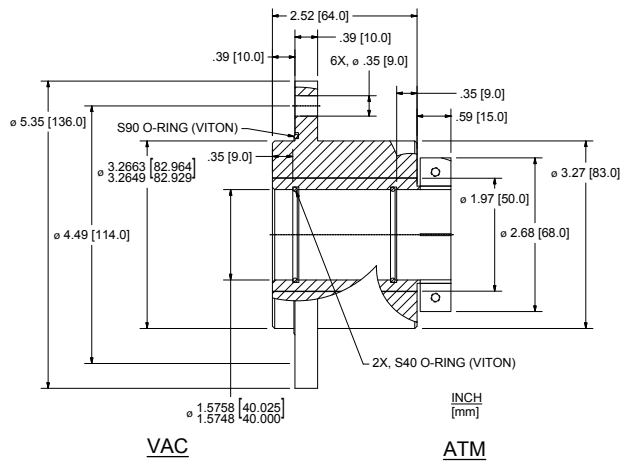 2.52 [64.0]
.39 [10.0]
.39 [10.0]
6X, ø .35 [9.0]
.35 [9.0]
.59 [15.0]
ø 5.35 [136.0]
S90 O-RING (VITON)
.35 [9.0]
ø 3.2663 [82.964]
3.2649 [82.929]
ø 3.27 [83.0]
ø 1.97 [50.0]
ø 4.49 [114.0]
ø 2.68 [68.0]
2X, S40 O-RING (VITON)
ø 1.5758 [40.025]
1.5748 [40.000]
INCH
[mm]
VAC
ATM